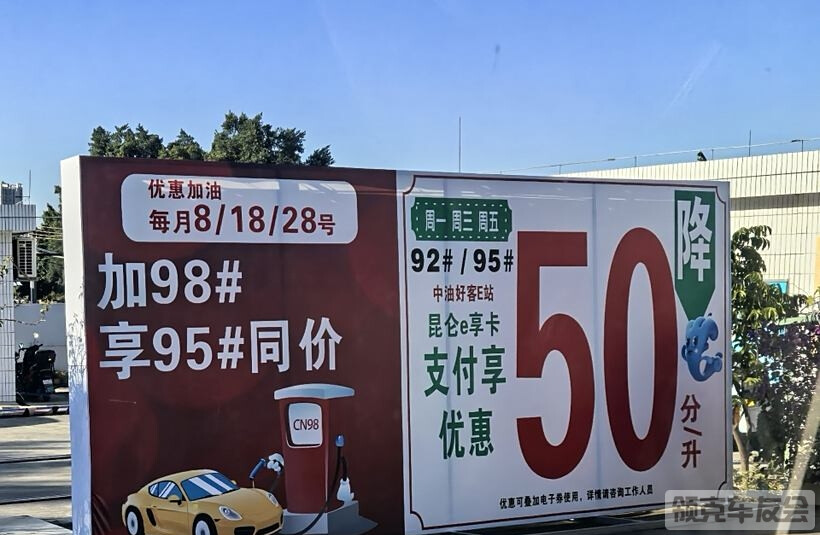 优惠加油
每月8/18/28号
加98#
享95#同价
CN98
周一 周三 周五
92# / 95#
中油好客E站
昆仑e享卡
支付享
优惠
50
降
分/升
优惠可叠加电子券使用，详情请咨询工作人员
领克车友会